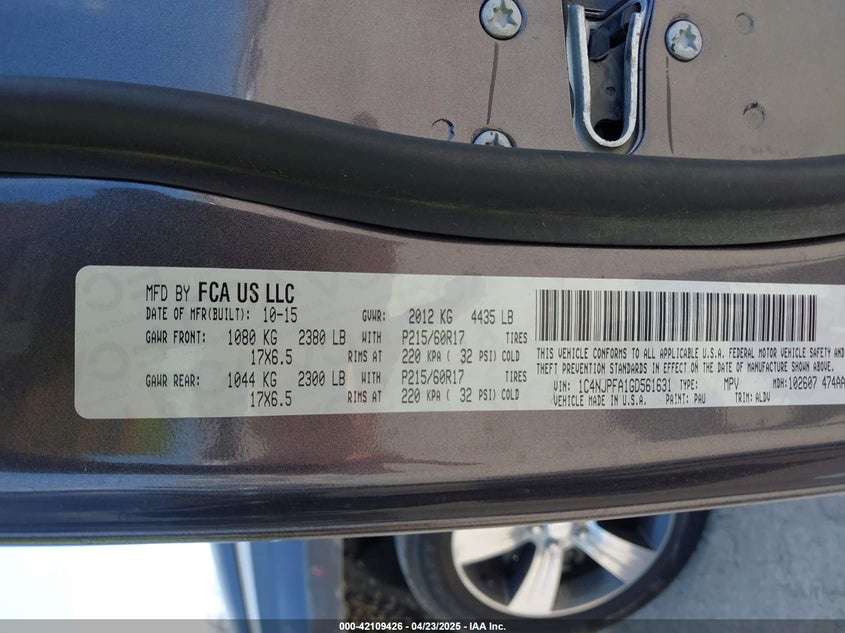 MFD BY FCA US LLC
DATE OF MFR(BUILT): 10-15 GVWR: 2012 KG 4435 LB
GAWR FRONT: 1080 KG 2380 LB WITH P215/60R17 TIRES
17X6.5 RIMS AT 220 KPA ( 32 PSI) COLD
GAWR REAR: 1044 KG 2300 LB WITH P215/60R17 TIRES
17X6.5 RIMS AT 220 KPA ( 32 PSI) COLD
THIS VEHICLE CONFORMS TO ALL APPLICABLE U.S.A. FEDERAL MOTOR VEHICLE SAFETY AND
THEFT PREVENTION STANDARDS IN EFFECT ON THE DATE OF MANUFACTURE SHOWN ABOVE.
VIN: 1C4NJPFA1GD561631 TYPE: MPV MDH:102607 474AA
VEHICLE MADE IN U.S.A. PAINT: PAU TRIM: ALDV
000-42109426 - 04/23/2025 - IAA Inc.